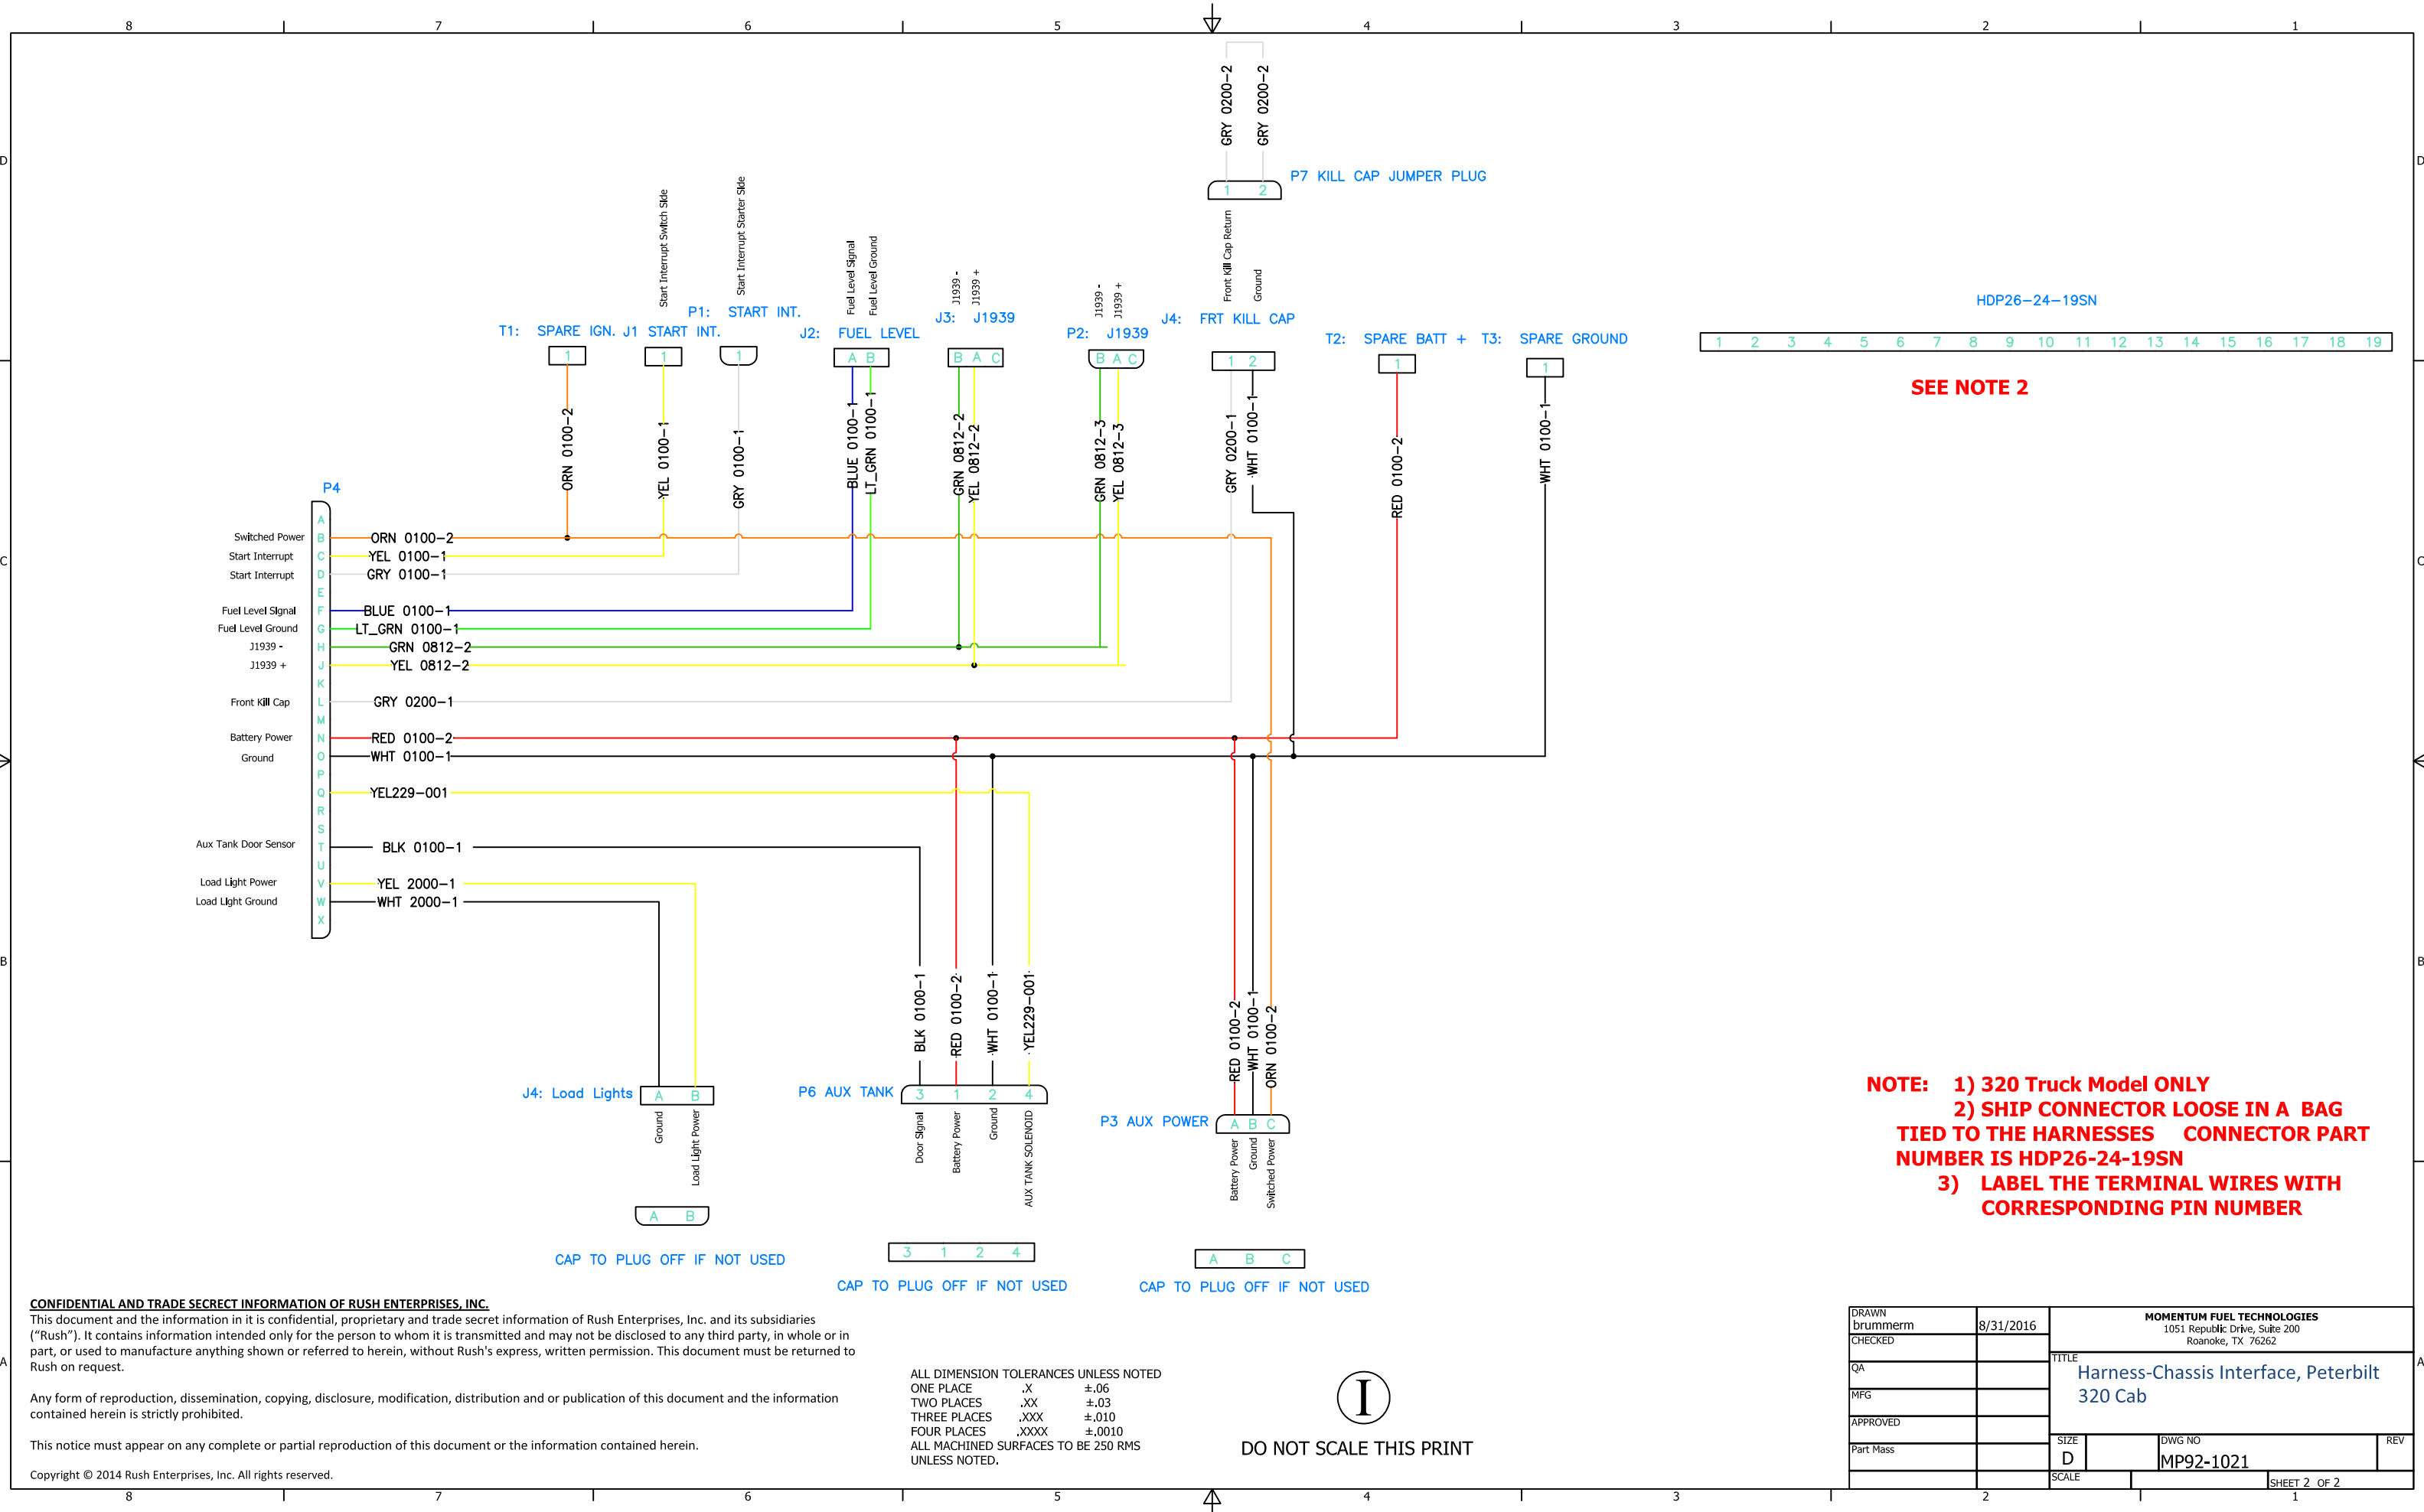 8 7 6 5 4 3 2 1
D D
C C
B B
A A
GRY 0200-2
GRY 0200-2
P7 KILL CAP JUMPER PLUG
1 2
Front Kill Cap Return
Ground
Start Interrupt Switch Side
Start Interrupt Starter Side
Fuel Level Signal
Fuel Level Ground
J1939 -
J1939 +
J1939 -
J1939 +
T1: SPARE IGN.
J1 START INT.
P1: START INT.
J2: FUEL LEVEL
J3: J1939
P2: J1939
J4: FRT KILL CAP
T2: SPARE BATT +
T3: SPARE GROUND
1
1
1
A B
B A C
B A C
1 2
1
1
HDP26-24-19SN
1 2 3 4 5 6 7 8 9 10 11 12 13 14 15 16 17 18 19
SEE NOTE 2
ORN 0100-2
YEL 0100-1
GRY 0100-1
BLUE 0100-1
LT_GRN 0100-1
GRN 0812-2
YEL 0812-2
GRN 0812-3
YEL 0812-3
GRY 0200-1
WHT 0100-1
RED 0100-2
WHT 0100-1
P4
A
Switched Power B ORN 0100-2
Start Interrupt C YEL 0100-1
Start Interrupt D GRY 0100-1
E
Fuel Level Signal F BLUE 0100-1
Fuel Level Ground G LT_GRN 0100-1
J1939 - H GRN 0812-2
J1939 + J YEL 0812-2
K
Front Kill Cap L GRY 0200-1
M
Battery Power N RED 0100-2
Ground O WHT 0100-1
P
Q YEL229-001
R
S
Aux Tank Door Sensor T BLK 0100-1
U
Load Light Power V YEL 2000-1
Load Light Ground W WHT 2000-1
X
BLK 0100-1
RED 0100-2
WHT 0100-1
YEL229-001
RED 0100-2
WHT 0100-1
ORN 0100-2
J4: Load Lights
A B
Ground
Load Light Power
A B
CAP TO PLUG OFF IF NOT USED
P6 AUX TANK
3 1 2 4
Door Signal
Battery Power
Ground
AUX TANK SOLENOID
3 1 2 4
CAP TO PLUG OFF IF NOT USED
P3 AUX POWER
A B C
Battery Power
Ground
Switched Power
A B C
CAP TO PLUG OFF IF NOT USED
NOTE: 1) 320 Truck Model ONLY
2) SHIP CONNECTOR LOOSE IN A BAG
TIED TO THE HARNESSES CONNECTOR PART
NUMBER IS HDP26-24-19SN
3) LABEL THE TERMINAL WIRES WITH
CORRESPONDING PIN NUMBER
CONFIDENTIAL AND TRADE SECRECT INFORMATION OF RUSH ENTERPRISES, INC.
This document and the information in it is confidential, proprietary and trade secret information of Rush Enterprises, Inc. and its subsidiaries
(“Rush”). It contains information intended only for the person to whom it is transmitted and may not be disclosed to any third party, in whole or in
part, or used to manufacture anything shown or referred to herein, without Rush's express, written permission. This document must be returned to
Rush on request.
Any form of reproduction, dissemination, copying, disclosure, modification, distribution and or publication of this document and the information
contained herein is strictly prohibited.
This notice must appear on any complete or partial reproduction of this document or the information contained herein.
Copyright © 2014 Rush Enterprises, Inc. All rights reserved.
ALL DIMENSION TOLERANCES UNLESS NOTED
ONE PLACE .X ±.06
TWO PLACES .XX ±.03
THREE PLACES .XXX ±.010
FOUR PLACES .XXXX ±.0010
ALL MACHINED SURFACES TO BE 250 RMS
UNLESS NOTED.
I
DO NOT SCALE THIS PRINT
DRAWN
brummerm 8/31/2016
CHECKED
QA
MFG
APPROVED
Part Mass
MOMENTUM FUEL TECHNOLOGIES
1051 Republic Drive, Suite 200
Roanoke, TX 76262
TITLE
Harness-Chassis Interface, Peterbilt
320 Cab
SIZE
D
DWG NO
MP92-1021
REV
SCALE
SHEET 2 OF 2
8 7 6 5 4 3 2 1